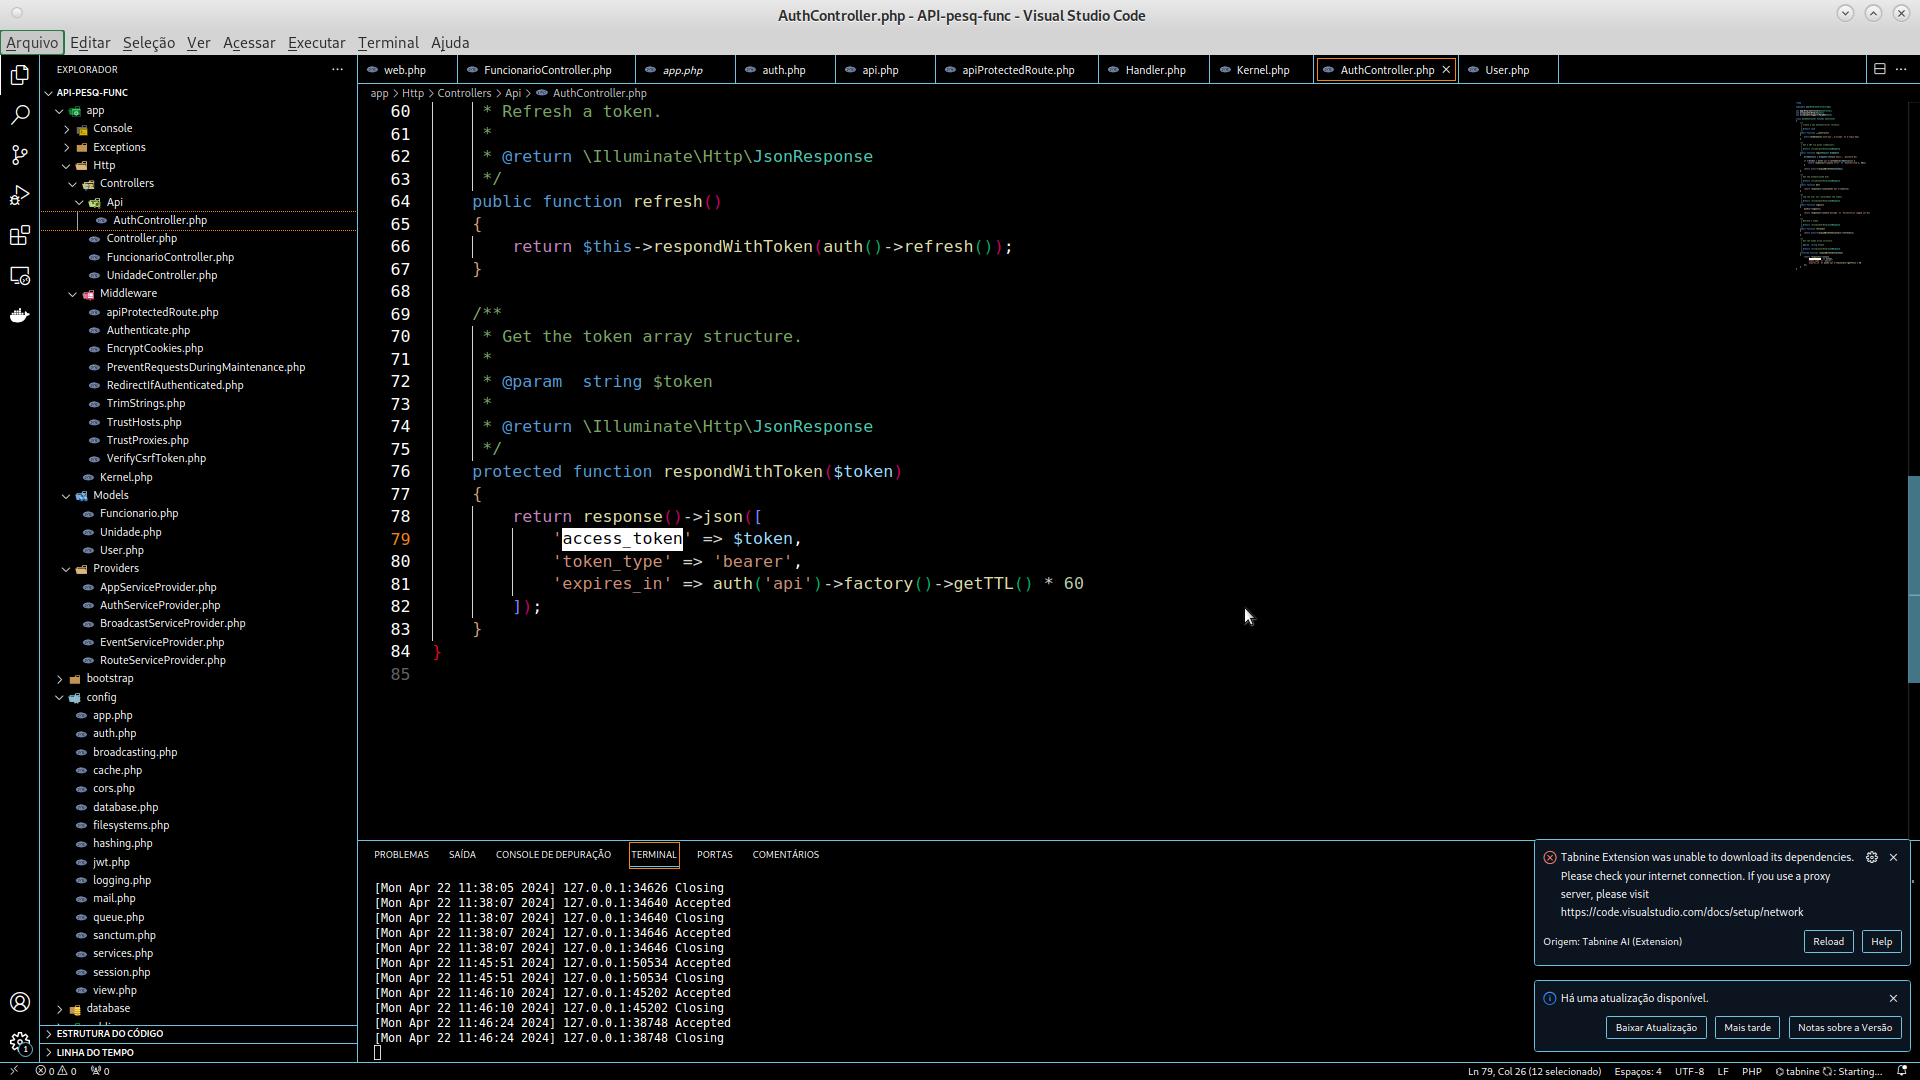 AuthController.php - API-pesq-func - Visual Studio Code
Arquivo Editar Seleção Ver Acessar Executar Terminal Ajuda
EXPLORADOR
API-PESQ-FUNC
app
Console
Exceptions
Http
Controllers
Api
AuthController.php
Controller.php
FuncionarioController.php
UnidadeController.php
Middleware
apiProtectedRoute.php
Authenticate.php
EncryptCookies.php
PreventRequestsDuringMaintenance.php
RedirectIfAuthenticated.php
TrimStrings.php
TrustHosts.php
TrustProxies.php
VerifyCsrfToken.php
Kernel.php
Models
Funcionario.php
Unidade.php
User.php
Providers
AppServiceProvider.php
AuthServiceProvider.php
BroadcastServiceProvider.php
EventServiceProvider.php
RouteServiceProvider.php
bootstrap
config
app.php
auth.php
broadcasting.php
cache.php
cors.php
database.php
filesystems.php
hashing.php
jwt.php
logging.php
mail.php
queue.php
sanctum.php
services.php
session.php
view.php
database
ESTRUTURA DO CÓDIGO
LINHA DO TEMPO
web.php FuncionarioController.php app.php auth.php api.php apiProtectedRoute.php Handler.php Kernel.php AuthController.php User.php
app > Http > Controllers > Api > AuthController.php
60 * Refresh a token.
61 *
62 * @return \Illuminate\Http\JsonResponse
63 */
64 public function refresh()
65 {
66 return $this->respondWithToken(auth()->refresh());
67 }
68
69 /**
70 * Get the token array structure.
71 *
72 * @param  string $token
73 *
74 * @return \Illuminate\Http\JsonResponse
75 */
76 protected function respondWithToken($token)
77 {
78 return response()->json([
79 'access_token' => $token,
80 'token_type' => 'bearer',
81 'expires_in' => auth('api')->factory()->getTTL() * 60
82 ]);
83 }
84 }
85
PROBLEMAS SAÍDA CONSOLE DE DEPURAÇÃO TERMINAL PORTAS COMENTÁRIOS
[Mon Apr 22 11:38:05 2024] 127.0.0.1:34626 Closing
[Mon Apr 22 11:38:07 2024] 127.0.0.1:34640 Accepted
[Mon Apr 22 11:38:07 2024] 127.0.0.1:34640 Closing
[Mon Apr 22 11:38:07 2024] 127.0.0.1:34646 Accepted
[Mon Apr 22 11:38:07 2024] 127.0.0.1:34646 Closing
[Mon Apr 22 11:45:51 2024] 127.0.0.1:50534 Accepted
[Mon Apr 22 11:45:51 2024] 127.0.0.1:50534 Closing
[Mon Apr 22 11:46:10 2024] 127.0.0.1:45202 Accepted
[Mon Apr 22 11:46:10 2024] 127.0.0.1:45202 Closing
[Mon Apr 22 11:46:24 2024] 127.0.0.1:38748 Accepted
[Mon Apr 22 11:46:24 2024] 127.0.0.1:38748 Closing
Tabnine Extension was unable to download its dependencies.
Please check your internet connection. If you use a proxy
server, please visit
https://code.visualstudio.com/docs/setup/network
Origem: Tabnine AI (Extension) Reload Help
Há uma atualização disponível.
Baixar Atualização Mais tarde Notas sobre a Versão
1
0 0 0 Ln 79, Col 26 (12 selecionado) Espaços: 4 UTF-8 LF PHP tabnine : Starting...